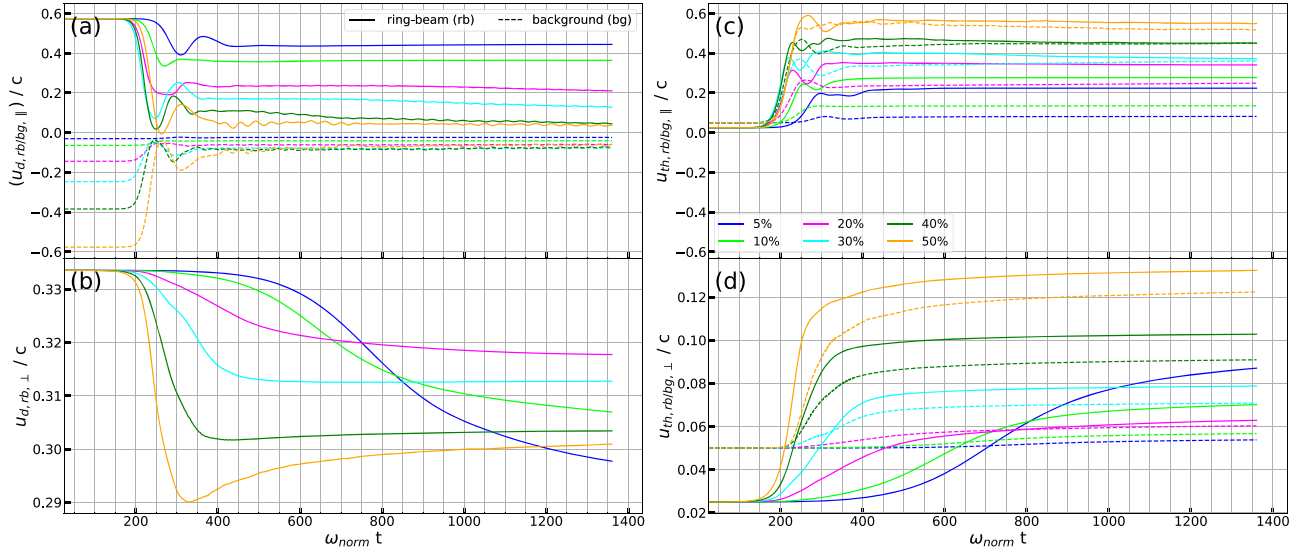 (a)
ring-beam (rb)
background (bg)
(u_{d,rb/bg,∥}) / c
0.6
0.4
0.2
0.0
−0.2
−0.4
−0.6
(b)
u_{d,rb,⊥} / c
0.33
0.32
0.31
0.30
0.29
200 400 600 800 1000 1200 1400
ω_{norm} t
(c)
u_{th,rb/bg,∥} / c
0.6
0.4
0.2
0.0
−0.2
−0.4
−0.6
5% 20% 40%
10% 30% 50%
(d)
u_{th,rb/bg,⊥} / c
0.12
0.10
0.08
0.06
0.04
0.02
200 400 600 800 1000 1200 1400
ω_{norm} t